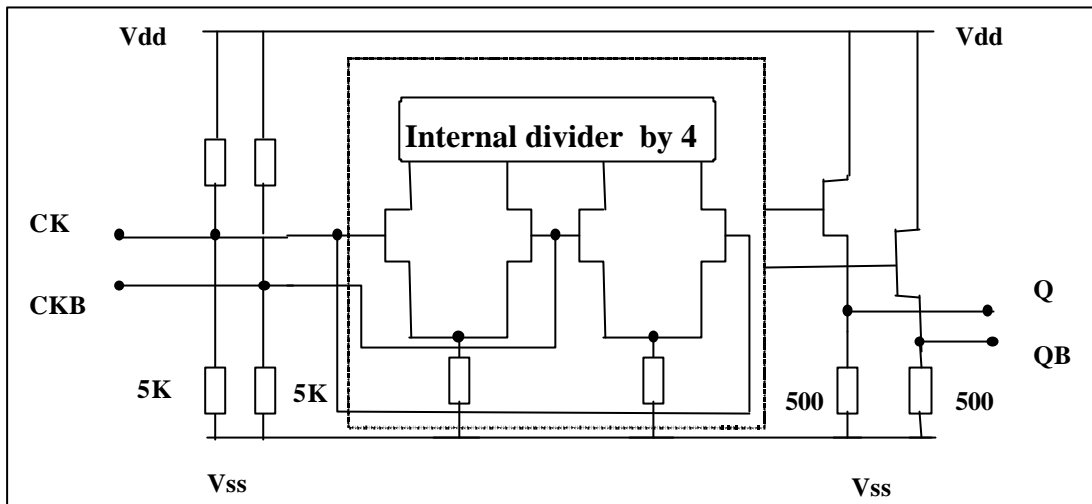 Vdd
Vdd
Internal divider by 4
CK
CKB
Q
QB
5K
5K
500
500
Vss
Vss